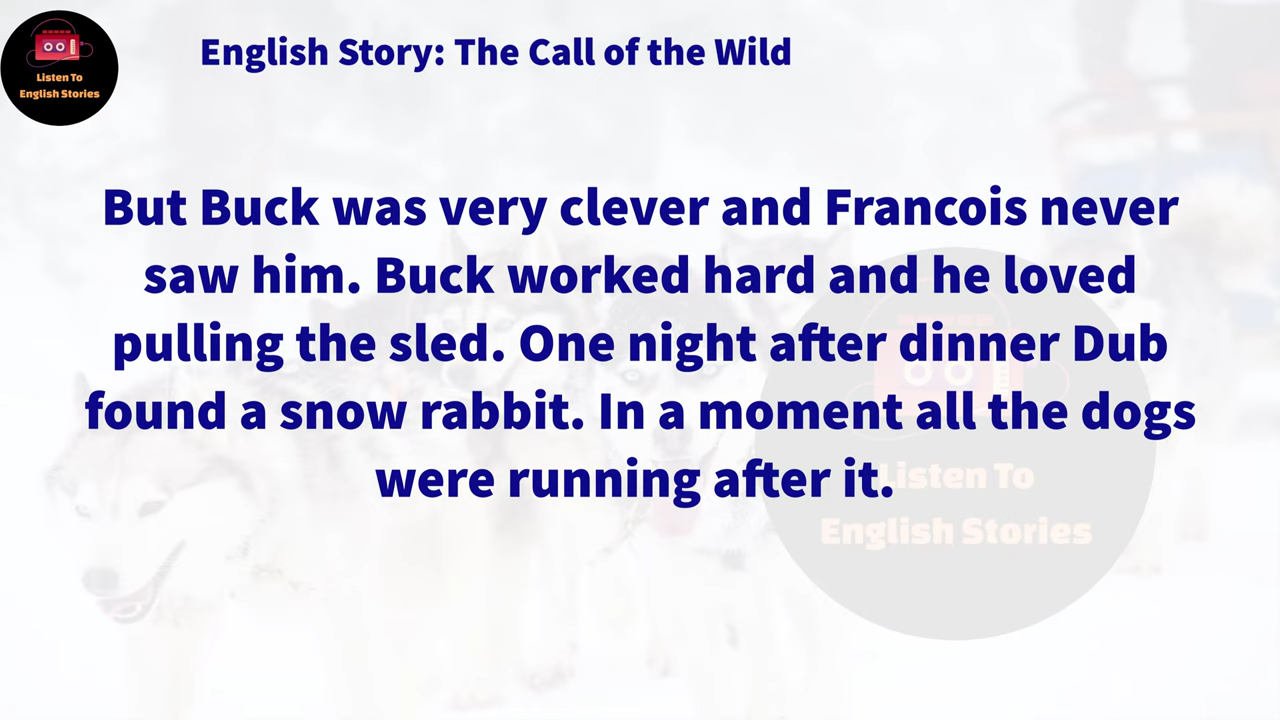 Listen To
English Stories
English Story: The Call of the Wild
But Buck was very clever and Francois never
saw him. Buck worked hard and he loved
pulling the sled. One night after dinner Dub
found a snow rabbit. In a moment all the dogs
were running after it.
Listen To
English Stories